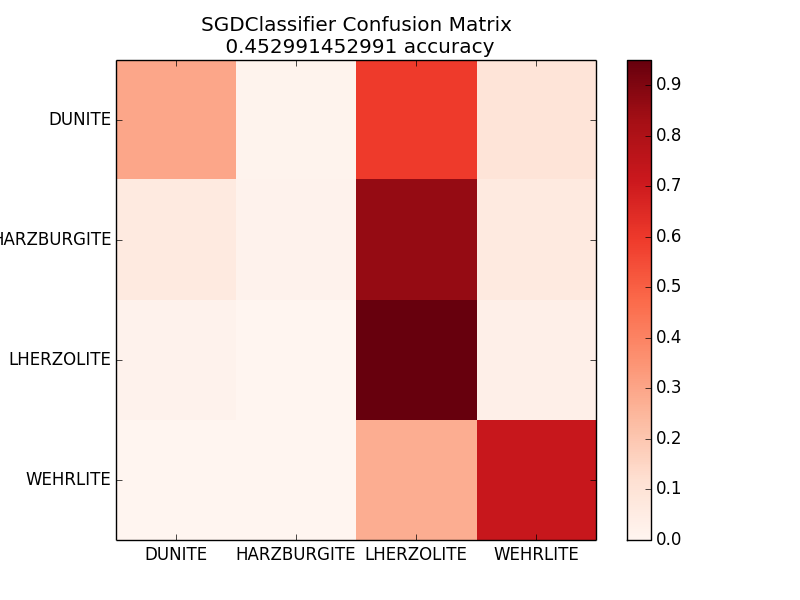 SGDClassifier Confusion Matrix
0.452991452991 accuracy
DUNITE
HARZBURGITE
LHERZOLITE
WEHRLITE
DUNITE HARZBURGITE LHERZOLITE WEHRLITE
0.9
0.8
0.7
0.6
0.5
0.4
0.3
0.2
0.1
0.0